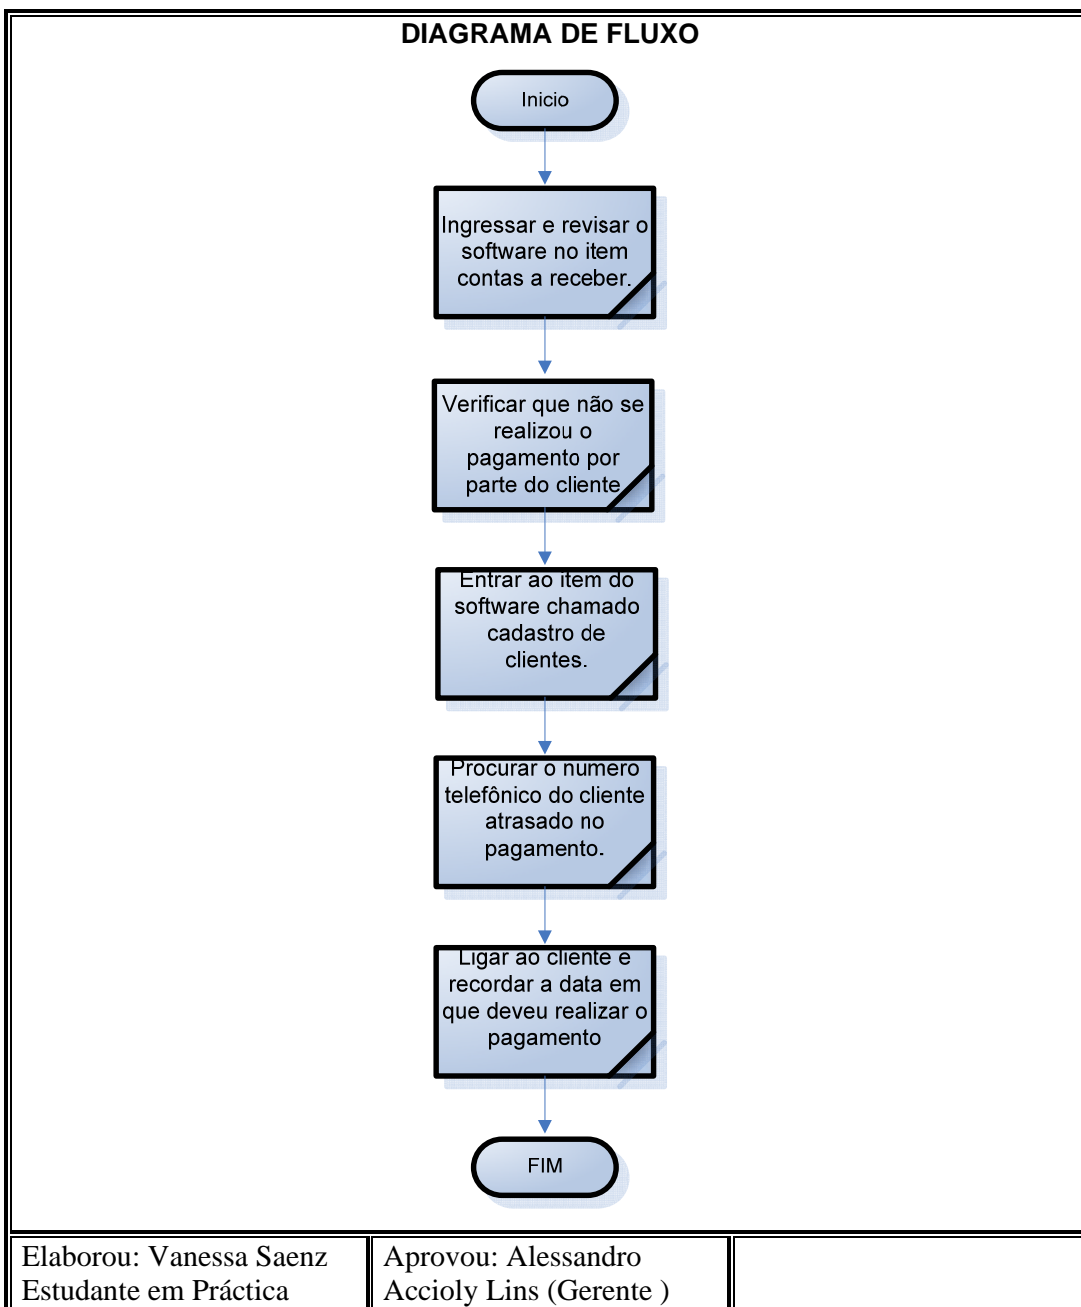 DIAGRAMA DE FLUXO
Inicio
Ingressar e revisar o
software no item
contas a receber.
Verificar que não se
realizou o
pagamento por
parte do cliente
Entrar ao item do
software chamado
cadastro de
clientes.
Procurar o numero
telefônico do cliente
atrasado no
pagamento.
Ligar ao cliente e
recordar a data em
que deveu realizar o
pagamento
FIM
Elaborou: Vanessa Saenz
Estudante em Práctica
Aprovou: Alessandro
Accioly Lins (Gerente )